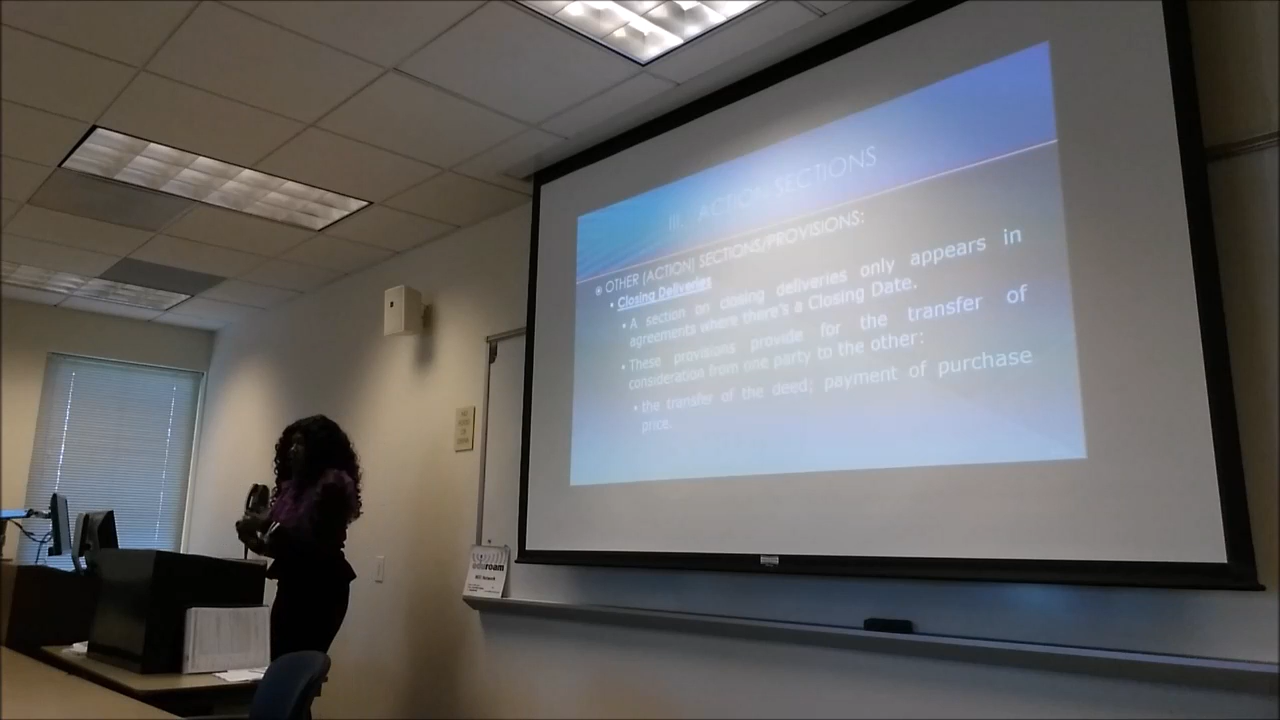 III. ACTION SECTIONS
OTHER (ACTION) SECTIONS/PROVISIONS:
• Closing Deliveries
• A section on closing deliveries only appears in
agreements where there's a Closing Date.
• These provisions provide for the transfer of
consideration from one party to the other:
• the transfer of the deed; payment of purchase
price.
eduroam